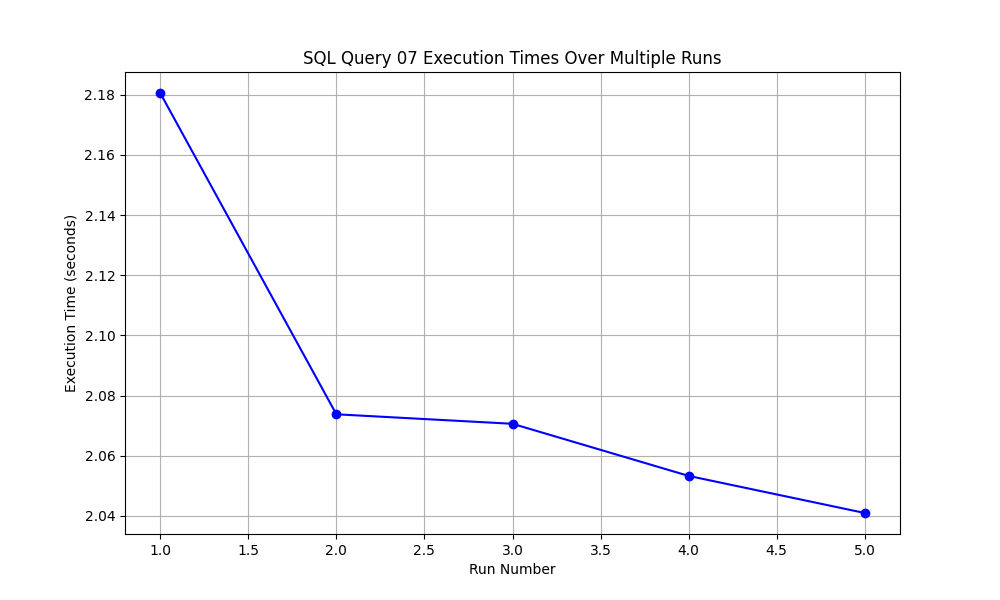 SQL Query 07 Execution Times Over Multiple Runs
Execution Time (seconds)
2.18
2.16
2.14
2.12
2.10
2.08
2.06
2.04
1.0 1.5 2.0 2.5 3.0 3.5 4.0 4.5 5.0
Run Number